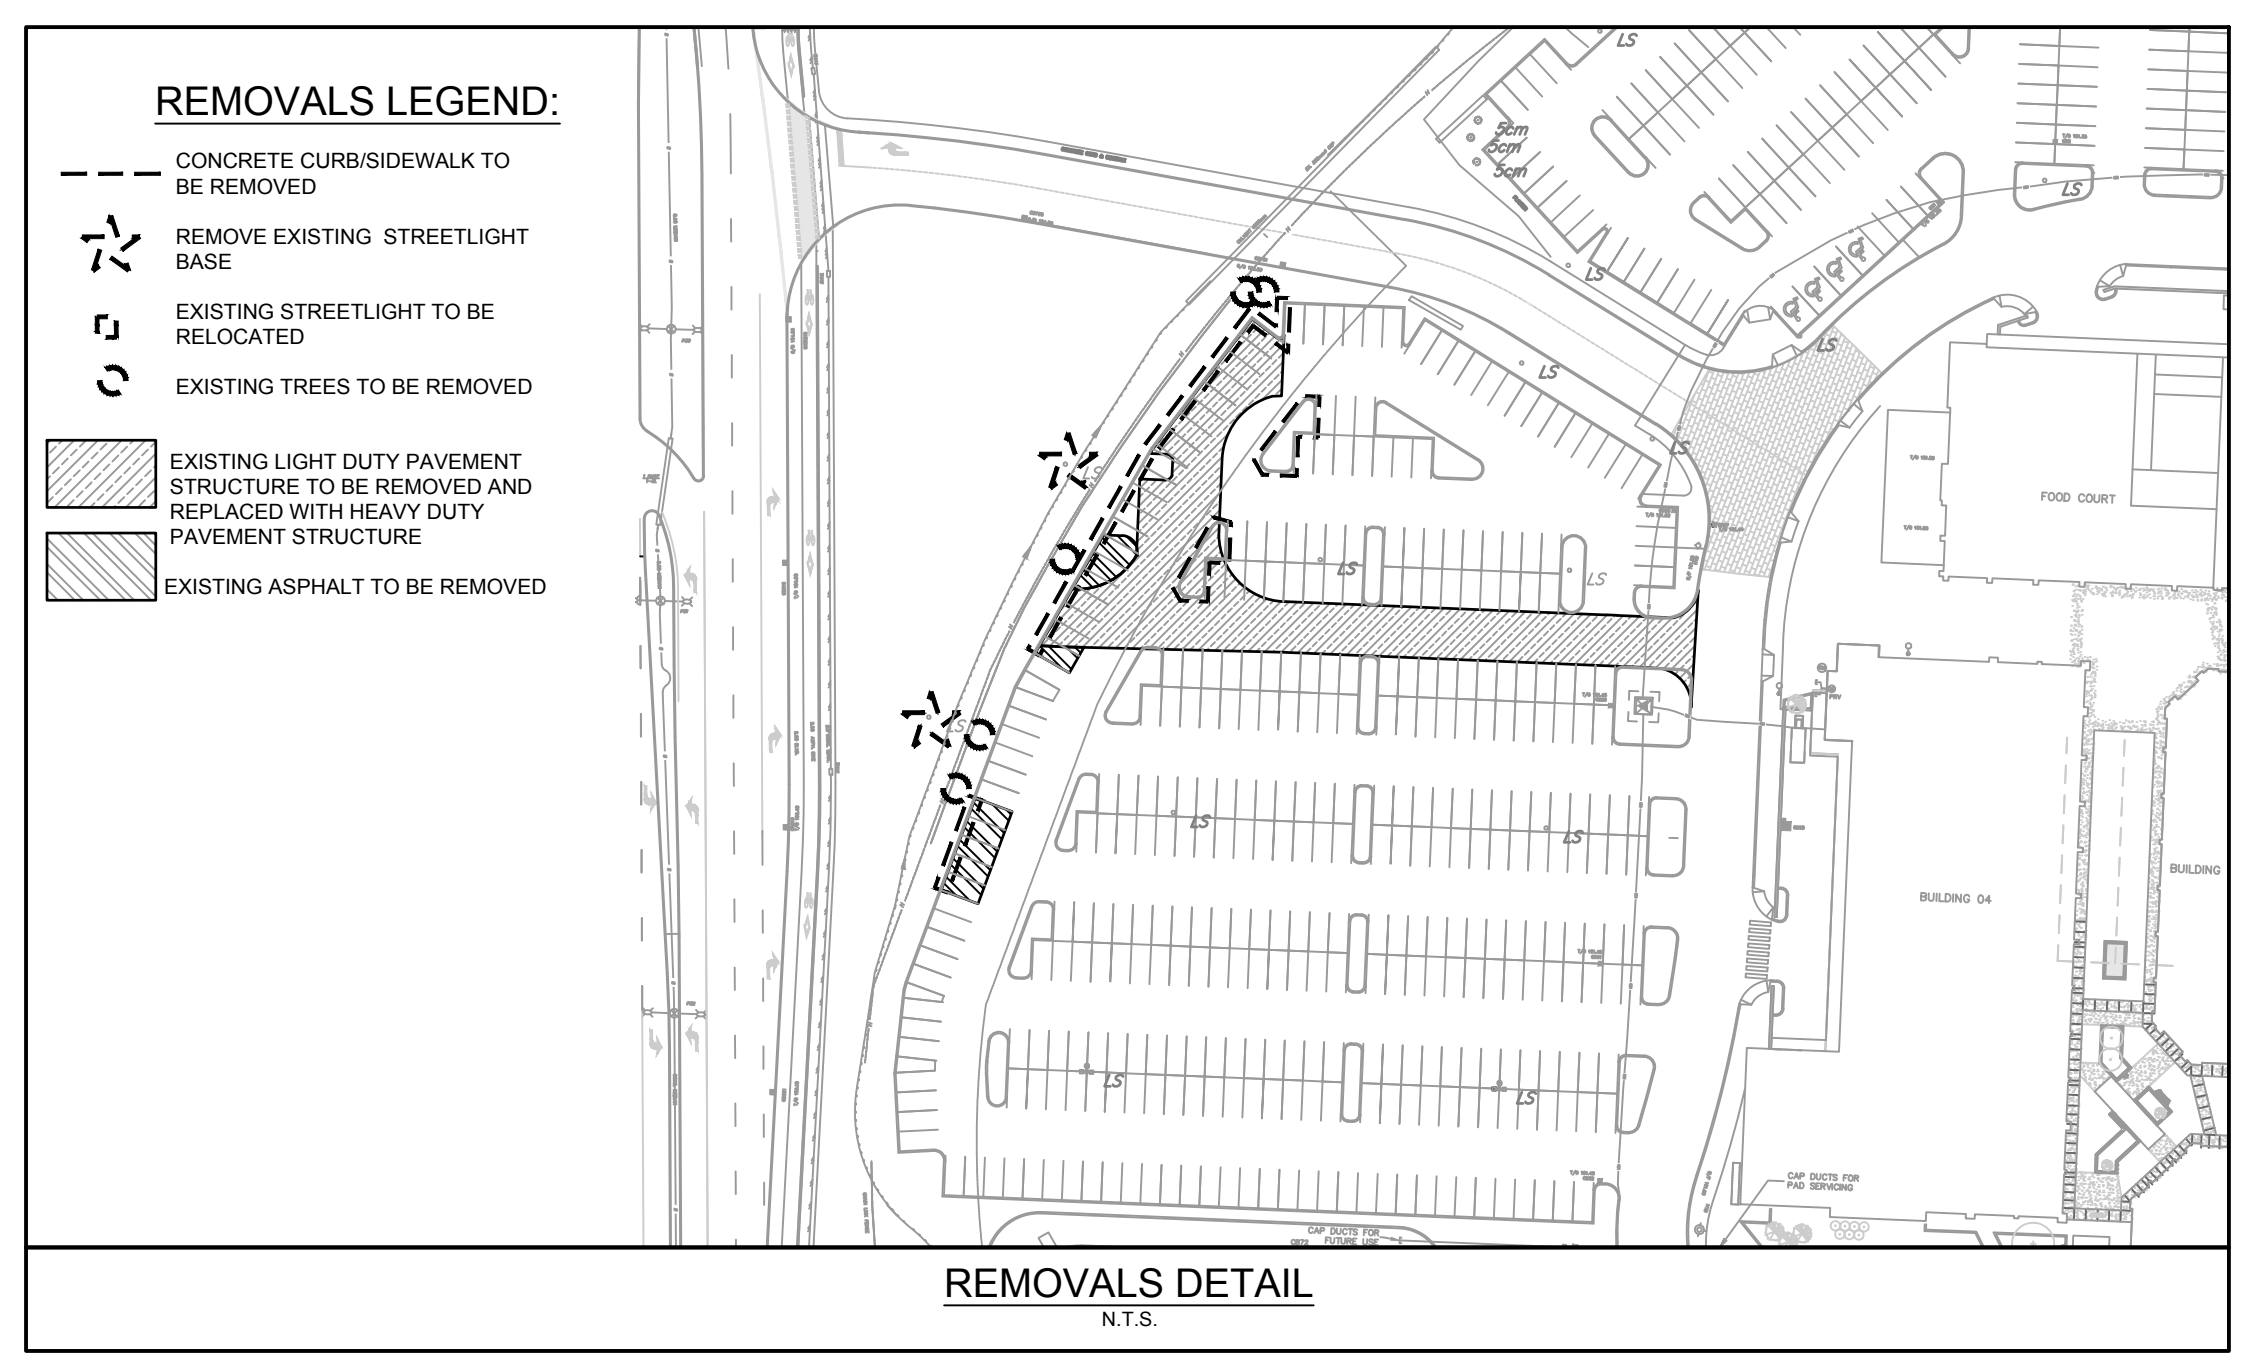 REMOVALS LEGEND:
CONCRETE CURB/SIDEWALK TO
BE REMOVED
REMOVE EXISTING STREETLIGHT
BASE
EXISTING STREETLIGHT TO BE
RELOCATED
EXISTING TREES TO BE REMOVED
EXISTING LIGHT DUTY PAVEMENT
STRUCTURE TO BE REMOVED AND
REPLACED WITH HEAVY DUTY
PAVEMENT STRUCTURE
EXISTING ASPHALT TO BE REMOVED
LS
5cm
5cm
5cm
LS
LS
LS
LS
LS
LS
FOOD COURT
LS
LS
LS
PRV
LS
LS
BUILDING
BUILDING 04
LS
LS
CAP DUCTS FOR
PAD SERVICING
CAP DUCTS FOR
FUTURE USE
CB72
REMOVALS DETAIL
N.T.S.